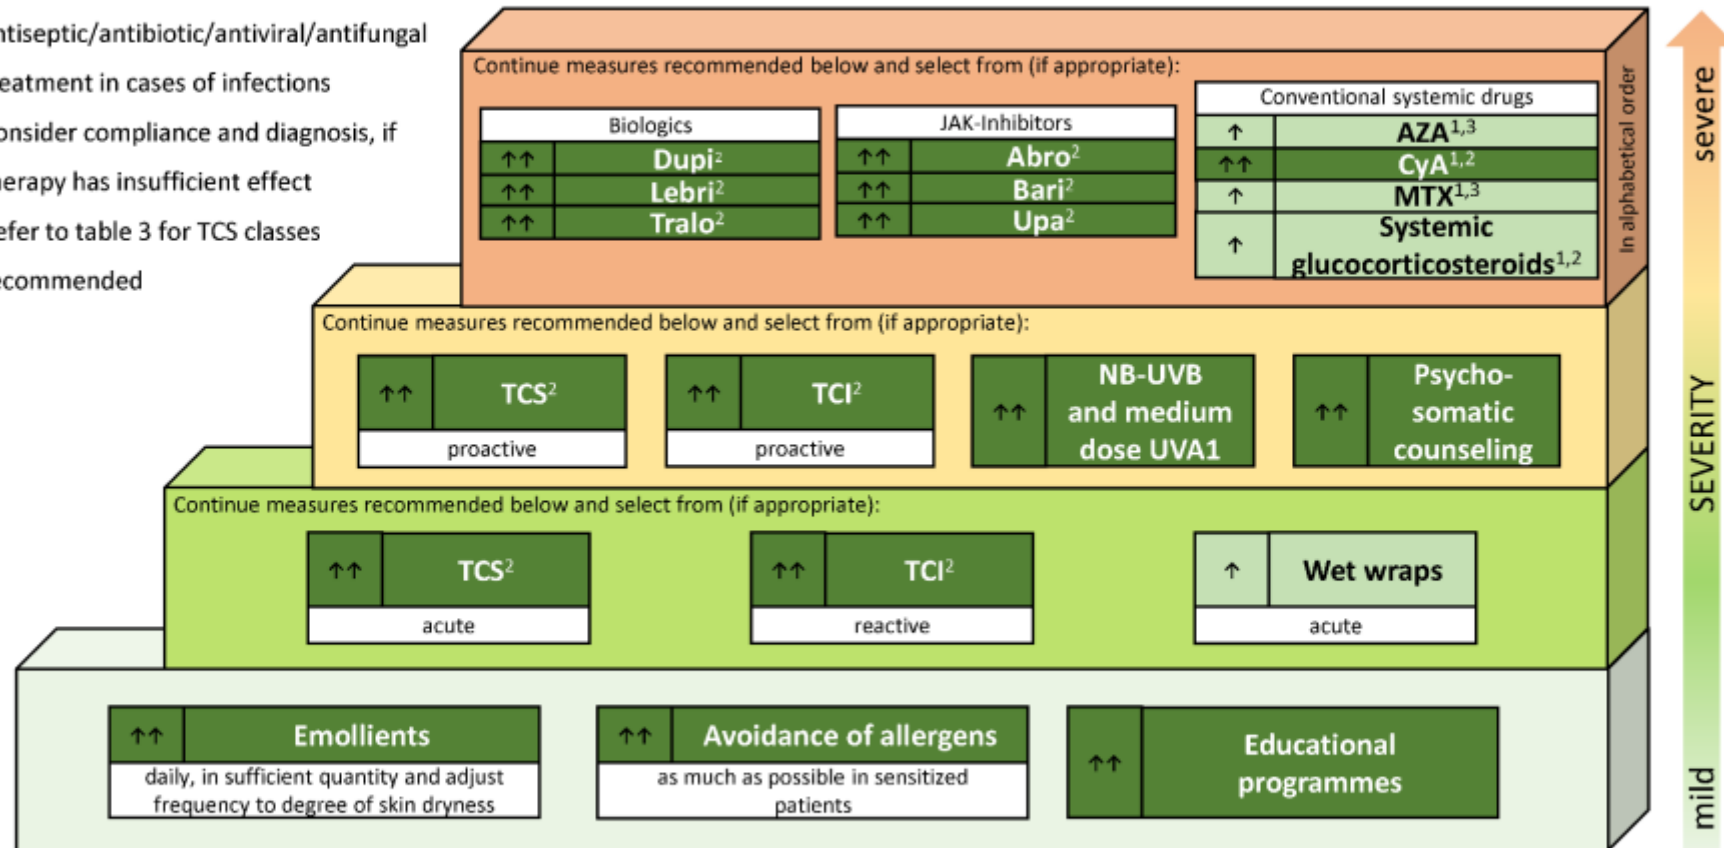 ntiseptic/antibiotic/antiviral/antifungal
eatment in cases of infections
onsider compliance and diagnosis, if
erapy has insufficient effect
efer to table 3 for TCS classes
commended
Continue measures recommended below and select from (if appropriate):
Biologics
↑↑ Dupi²
↑↑ Lebri²
↑↑ Tralo²
JAK-Inhibitors
↑↑ Abro²
↑↑ Bari²
↑↑ Upa²
Conventional systemic drugs
↑ AZA¹,³
↑↑ CyA¹,²
↑ MTX¹,³
↑ Systemic
glucocorticosteroids¹,²
In alphabetical order
Continue measures recommended below and select from (if appropriate):
↑↑ TCS²
proactive
↑↑ TCI²
proactive
↑↑ NB-UVB
and medium
dose UVA1
↑↑ Psycho-
somatic
counseling
Continue measures recommended below and select from (if appropriate):
↑↑ TCS²
acute
↑↑ TCI²
reactive
↑ Wet wraps
acute
↑↑ Emollients
daily, in sufficient quantity and adjust
frequency to degree of skin dryness
↑↑ Avoidance of allergens
as much as possible in sensitized
patients
↑↑ Educational
programmes
severe
SEVERITY
mild